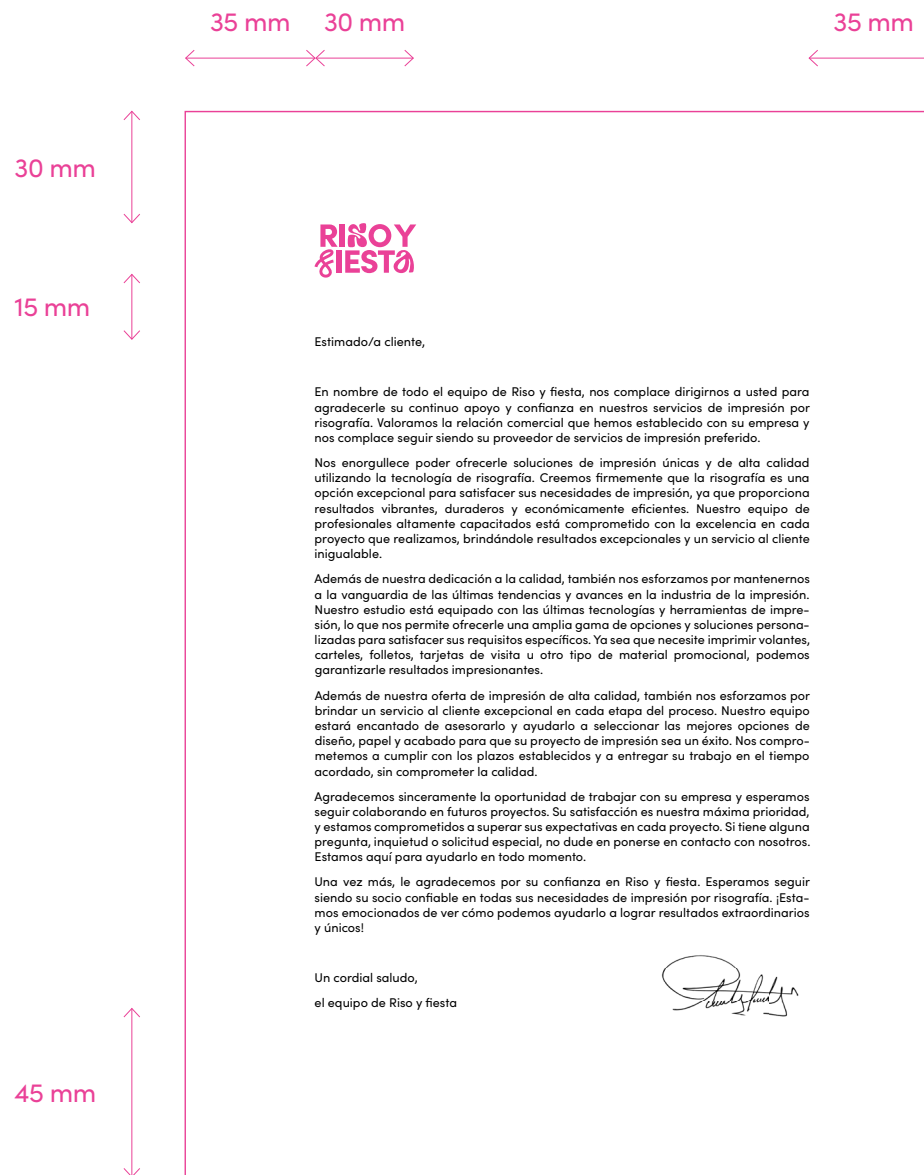 35 mm 30 mm 35 mm
30 mm
RISO Y
FIESTA
15 mm
Estimado/a cliente,
En nombre de todo el equipo de Riso y fiesta, nos complace dirigirnos a usted para
agradecerle su continuo apoyo y confianza en nuestros servicios de impresión por
risografía. Valoramos la relación comercial que hemos establecido con su empresa y
nos complace seguir siendo su proveedor de servicios de impresión preferido.
Nos enorgullece poder ofrecerle soluciones de impresión únicas y de alta calidad
utilizando la tecnología de risografía. Creemos firmemente que la risografía es una
opción excepcional para satisfacer sus necesidades de impresión, ya que proporciona
resultados vibrantes, duraderos y económicamente eficientes. Nuestro equipo de
profesionales altamente capacitados está comprometido con la excelencia en cada
proyecto que realizamos, brindándole resultados excepcionales y un servicio al cliente
inigualable.
Además de nuestra dedicación a la calidad, también nos esforzamos por mantenernos
a la vanguardia de las últimas tendencias y avances en la industria de la impresión.
Nuestro estudio está equipado con las últimas tecnologías y herramientas de impre-
sión, lo que nos permite ofrecerle una amplia gama de opciones y soluciones persona-
lizadas para satisfacer sus requisitos específicos. Ya sea que necesite imprimir volantes,
carteles, folletos, tarjetas de visita u otro tipo de material promocional, podemos
garantizarle resultados impresionantes.
Además de nuestra oferta de impresión de alta calidad, también nos esforzamos por
brindar un servicio al cliente excepcional en cada etapa del proceso. Nuestro equipo
estará encantado de asesorarlo y ayudarlo a seleccionar las mejores opciones de
diseño, papel y acabado para que su proyecto de impresión sea un éxito. Nos compro-
metemos a cumplir con los plazos establecidos y a entregar su trabajo en el tiempo
acordado, sin comprometer la calidad.
Agradecemos sinceramente la oportunidad de trabajar con su empresa y esperamos
seguir colaborando en futuros proyectos. Su satisfacción es nuestra máxima prioridad,
y estamos comprometidos a superar sus expectativas en cada proyecto. Si tiene alguna
pregunta, inquietud o solicitud especial, no dude en ponerse en contacto con nosotros.
Estamos aquí para ayudarlo en todo momento.
Una vez más, le agradecemos por su confianza en Riso y fiesta. Esperamos seguir
siendo su socio confiable en todas sus necesidades de impresión por risografía. ¡Esta-
mos emocionados de ver cómo podemos ayudarlo a lograr resultados extraordinarios
y únicos!
Un cordial saludo,
el equipo de Riso y fiesta
45 mm